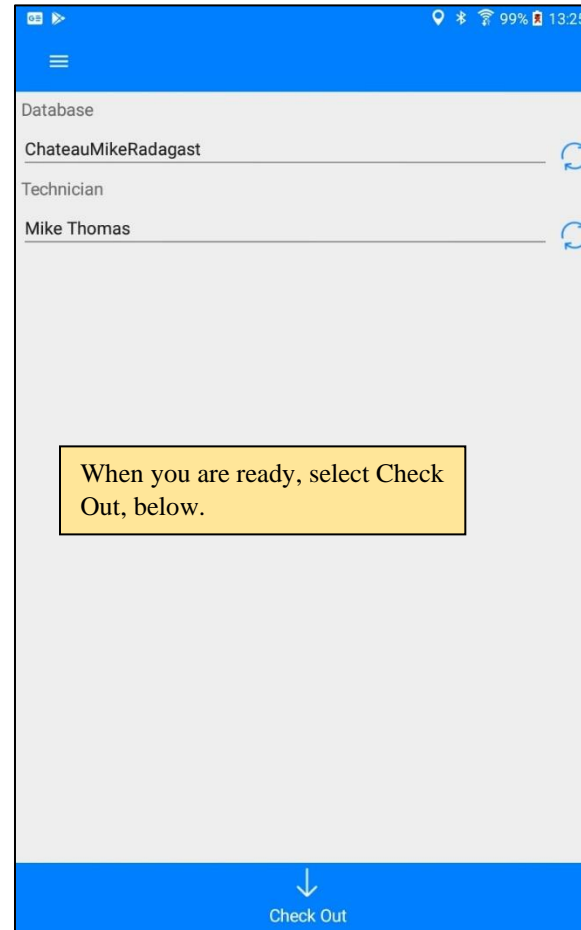 99% 13:25
Database
ChateauMikeRadagast
Technician
Mike Thomas
When you are ready, select Check
Out, below.
Check Out